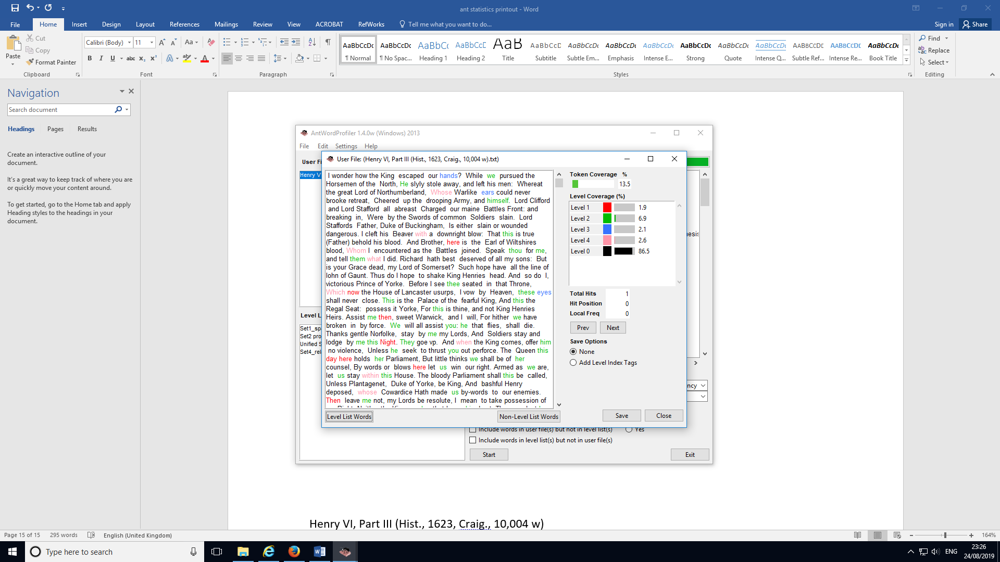 ant statistics printout - Word
File Home Insert Design Layout References Mailings Review View ACROBAT RefWorks Tell me what you want to do... Sign in Share
Paste
Cut
Copy
Format Painter
Clipboard
Calibri (Body) 11
Font
Paragraph
AaBbCcDc AaBbCcDc AaBbCc AaBbCcD AaB AaBbCcD AaBbCcDc AaBbCcDc AaBbCcDc AaBbCcDc AaBbCcDc AaBbCcDc AABBCCDC AABBCCDC AaBbCcDc
¶ Normal ¶ No Spac... Heading 1 Heading 2 Title Subtitle Subtle Em... Emphasis Intense E... Strong Quote Intense Q... Subtle Ref... Intense Re... Book Title
Styles
Find
Replace
Select
Editing
Navigation
Search document
Headings Pages Results
Create an interactive outline of your
document.
It's a great way to keep track of where you are
or quickly move your content around.
To get started, go to the Home tab and apply
Heading styles to the headings in your
document.
AntWordProfiler 1.4.0w (Windows) 2013
File Edit Settings Help
User Fi
Henry V
Level L
Set1_sp
Set2 pro
Unified S
Set4_rel
User File: (Henry VI, Part III (Hist., 1623, Craig., 10,004 w).txt)
I wonder how the King escaped our hands? While we pursued the
Horsemen of the North, He slyly stole away, and left his men: Whereat
the great Lord of Northumberland, Whose Warlike ears could never
brooke retreat, Cheered up the drooping Army, and himself. Lord Clifford
and Lord Stafford all abreast Charged our maine Battles Front: and
breaking in, Were by the Swords of common Soldiers slain. Lord
Staffords Father, Duke of Buckingham, Is either slain or wounded
dangerous. I cleft his Beaver with a downright blow: That this is true
(Father) behold his blood. And Brother, here is the Earl of Wiltshires
blood, Whom I encountered as the Battles joined. Speak thou for me,
and tell them what I did. Richard hath best deserved of all my sons: But
is your Grace dead, my Lord of Somerset? Such hope have all the line of
Iohn of Gaunt. Thus do I hope to shake King Henries head. And so do I,
victorious Prince of Yorke. Before I see thee seated in that Throne,
Which now the House of Lancaster usurps, I vow by Heaven, these eyes
shall never close. This is the Palace of the fearful King, And this the
Regal Seat: possess it Yorke, For this is thine, and not King Henries
Heirs. Assist me then, sweet Warwick, and I will, For hither we have
broken in by force. We will all assist you: he that flies, shall die.
Thanks gentle Norfolke, stay by me my Lords, And Soldiers stay and
lodge by me this Night. They goe vp. And when the King comes, offer him
no violence, Unless he seek to thrust you out perforce. The Queen this
day here holds her Parliament, But little thinks we shall be of her
counsel, By words or blows here let us win our right. Armed as we are,
let us stay within this House. The bloody Parliament shall this be called,
Unless Plantagenet, Duke of Yorke, be King, And bashful Henry
deposed, whose Cowardice Hath made us by-words to our enemies.
Then leave me not, my Lords be resolute, I mean to take possession of
Level List Words
Non-Level List Words
Token Coverage %
13.5
Level Coverage (%)
Level 1 1.9
Level 2 6.9
Level 3 2.1
Level 4 2.6
Level 0 86.5
Total Hits 1
Hit Position 0
Local Freq 0
Prev Next
Save Options
None
Add Level Index Tags
Save Close
nesis
ncy
Include words in user file(s) but not in level list(s) Yes
Include words in level list(s) but not in user file(s)
Start Exit
Henry VI, Part III (Hist., 1623, Craig., 10,004 w)
Page 15 of 15 295 words English (United Kingdom) 164%
Type here to search
ENG
23:26
24/08/2019